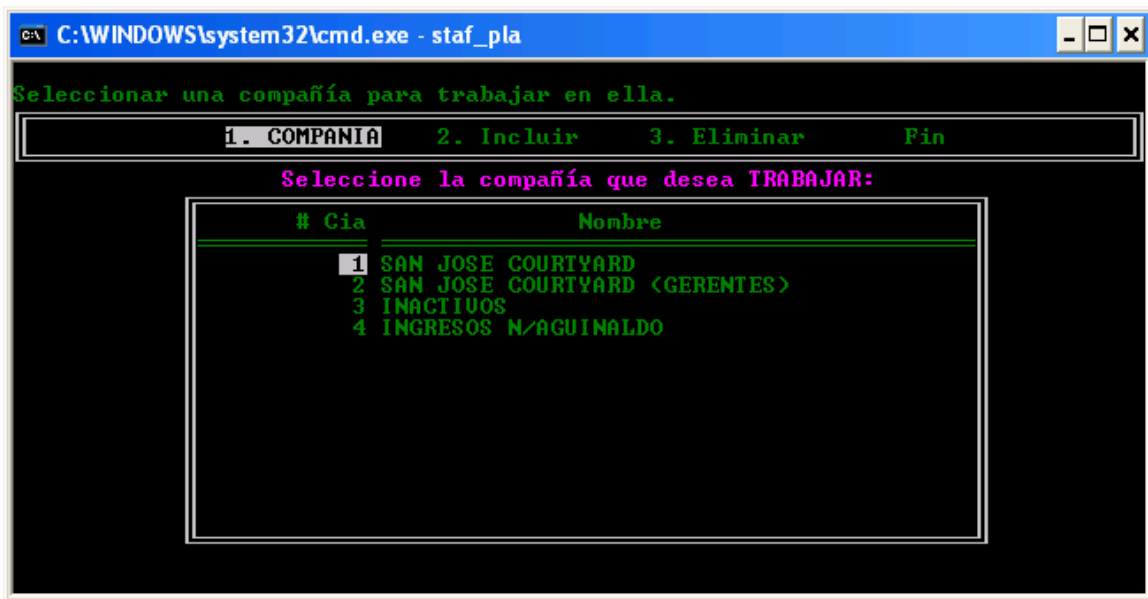 C:\WINDOWS\system32\cmd.exe - staf_pla
Seleccionar una compañía para trabajar en ella.
1. COMPANIA 2. Incluir 3. Eliminar Fin
Seleccione la compañía que desea TRABAJAR:
# Cia Nombre
1 SAN JOSE COURTYARD
2 SAN JOSE COURTYARD (GERENTES)
3 INACTIVOS
4 INGRESOS N/AGUINALDO